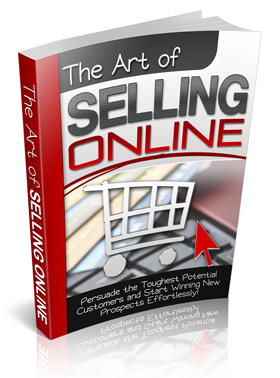 The Art of
SELLING
ONLINE
Persuade the Toughest Potential
Customers and Start Winning New
Prospects Effortlessly!
The Art of SELLING ONLINE